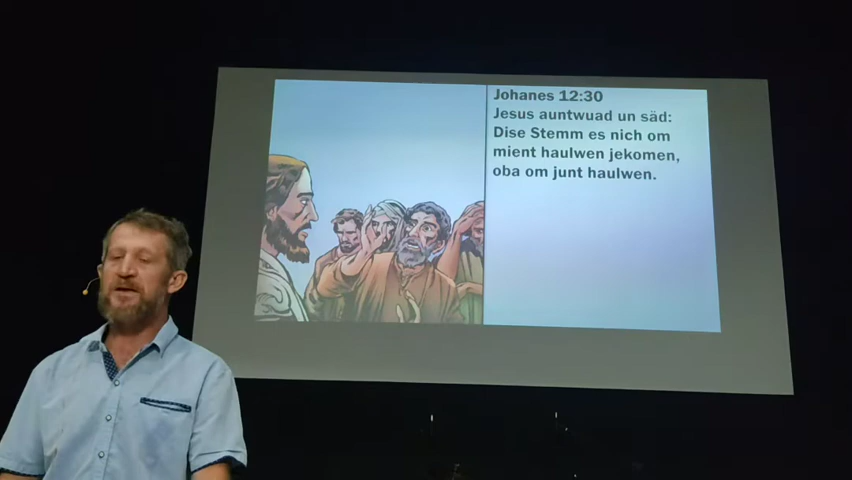 Johanes 12:30
Jesus auntwuad un säd:
Dise Stemm es nich om
mient haulwen jekomen,
oba om junt haulwen.